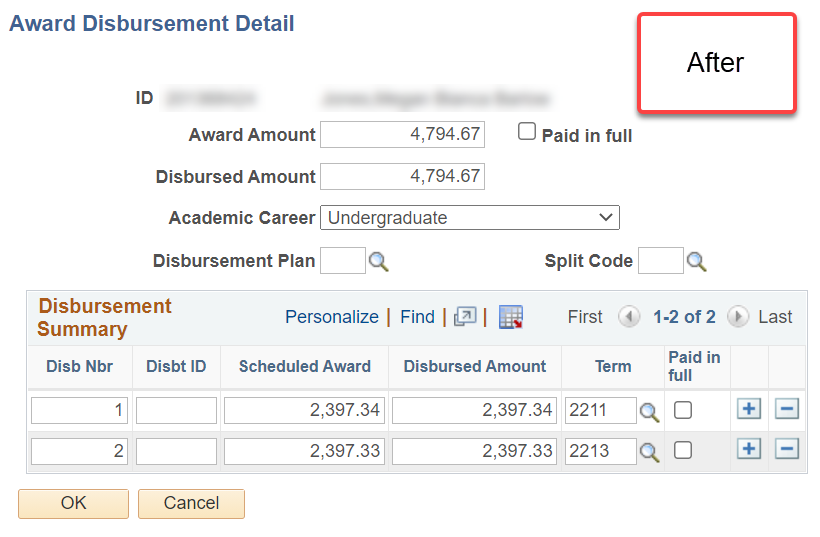 Award Disbursement Detail
After
ID
Award Amount 4,794.67 Paid in full
Disbursed Amount 4,794.67
Academic Career Undergraduate
Disbursement Plan Split Code
Disbursement Summary Personalize | Find | | First 1-2 of 2 Last
Disb Nbr Disbt ID Scheduled Award Disbursed Amount Term Paid in full
1 2,397.34 2,397.34 2211
2 2,397.33 2,397.33 2213
OK Cancel